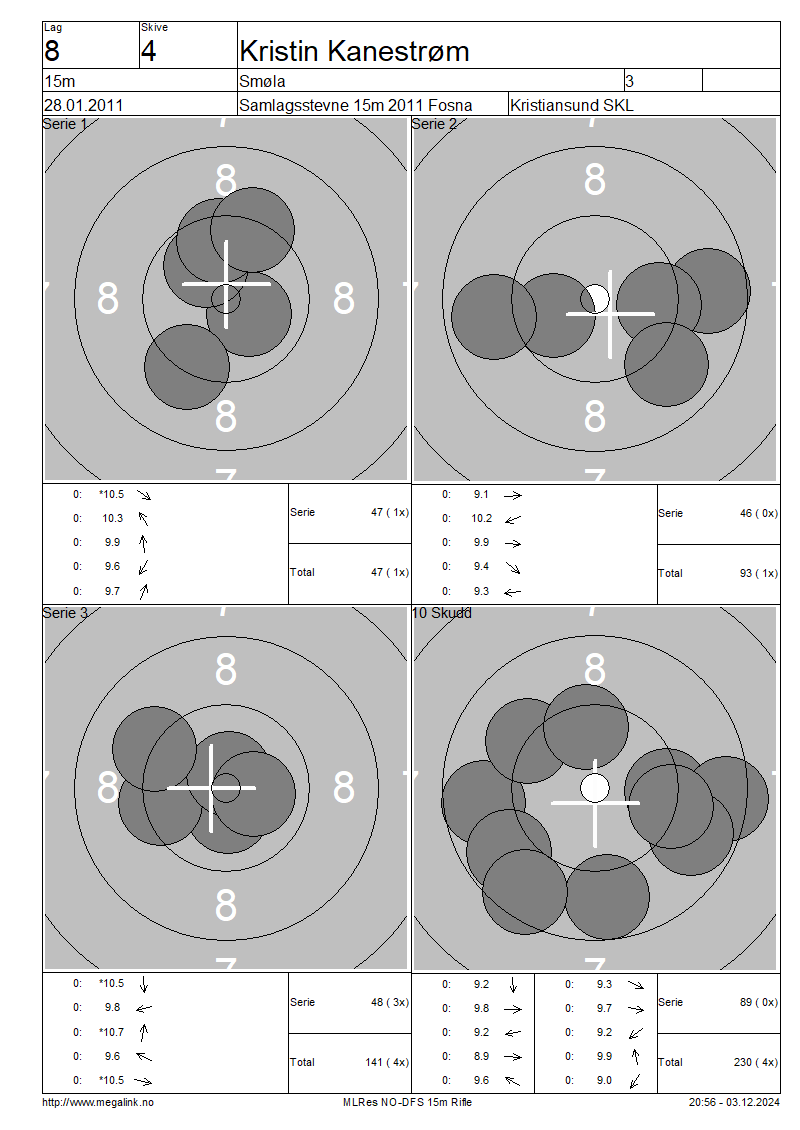 Lag
Skive
8
4
Kristin Kanestrøm
15m
Smøla
3
28.01.2011
Samlagsstevne 15m 2011 Fosna
Kristiansund SKL
Serie 1
8
8
8
8
7
Serie 2
8
8
7
0: *10.5
0: 10.3
0: 9.9
0: 9.6
0: 9.7
Serie 47 ( 1x)
Total 47 ( 1x)
0: 9.1
0: 10.2
0: 9.9
0: 9.4
0: 9.3
Serie 46 ( 0x)
Total 93 ( 1x)
Serie 3
8
8
8
8
7
10 Skudd
8
7
0: *10.5
0: 9.8
0: *10.7
0: 9.6
0: *10.5
Serie 48 ( 3x)
Total 141 ( 4x)
0: 9.2 0: 9.3
0: 9.8 0: 9.7
0: 9.2 0: 9.2
0: 8.9 0: 9.9
0: 9.6 0: 9.0
Serie 89 ( 0x)
Total 230 ( 4x)
http://www.megalink.no
MLRes NO-DFS 15m Rifle
20:56 - 03.12.2024